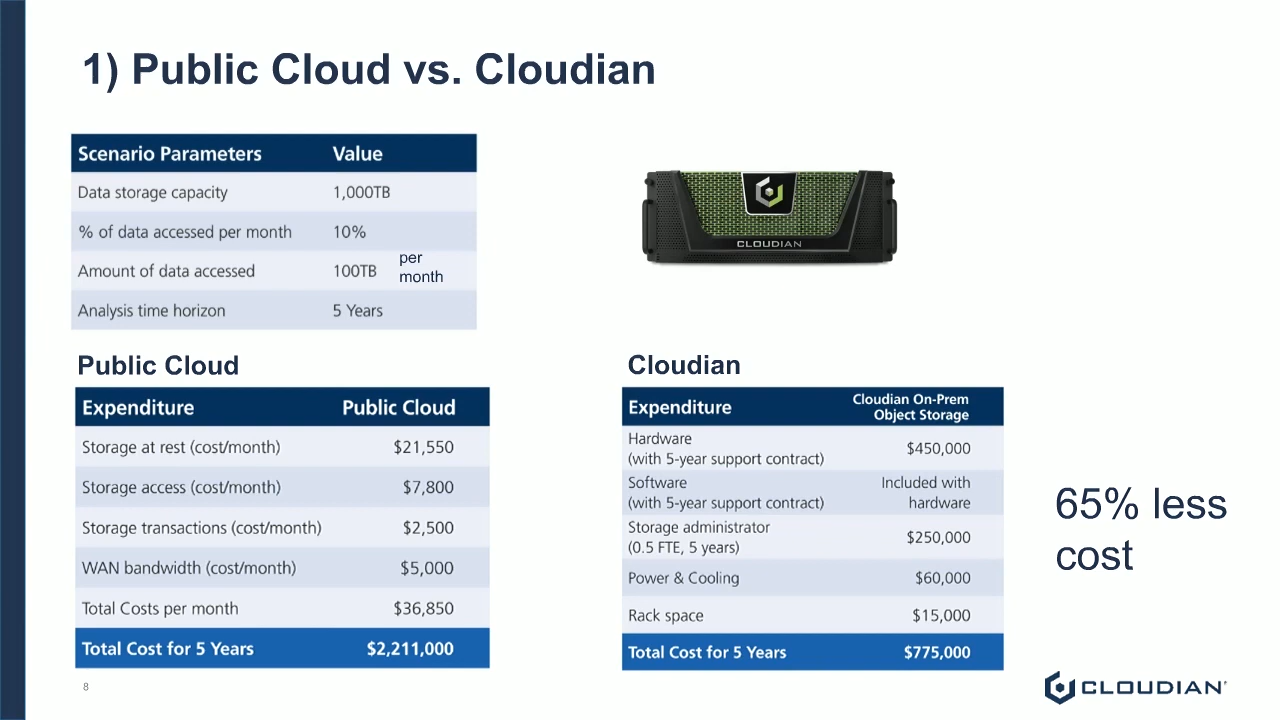 1) Public Cloud vs. Cloudian
Scenario Parameters Value
Data storage capacity 1,000TB
% of data accessed per month 10%
Amount of data accessed 100TB per month
Analysis time horizon 5 Years
CLOUDIAN
Public Cloud
Expenditure Public Cloud
Storage at rest (cost/month) $21,550
Storage access (cost/month) $7,800
Storage transactions (cost/month) $2,500
WAN bandwidth (cost/month) $5,000
Total Costs per month $36,850
Total Cost for 5 Years $2,211,000
Cloudian
Expenditure Cloudian On-Prem Object Storage
Hardware
(with 5-year support contract) $450,000
Software
(with 5-year support contract) Included with hardware
Storage administrator
(0.5 FTE, 5 years) $250,000
Power & Cooling $60,000
Rack space $15,000
Total Cost for 5 Years $775,000
65% less
cost
8
CLOUDIAN